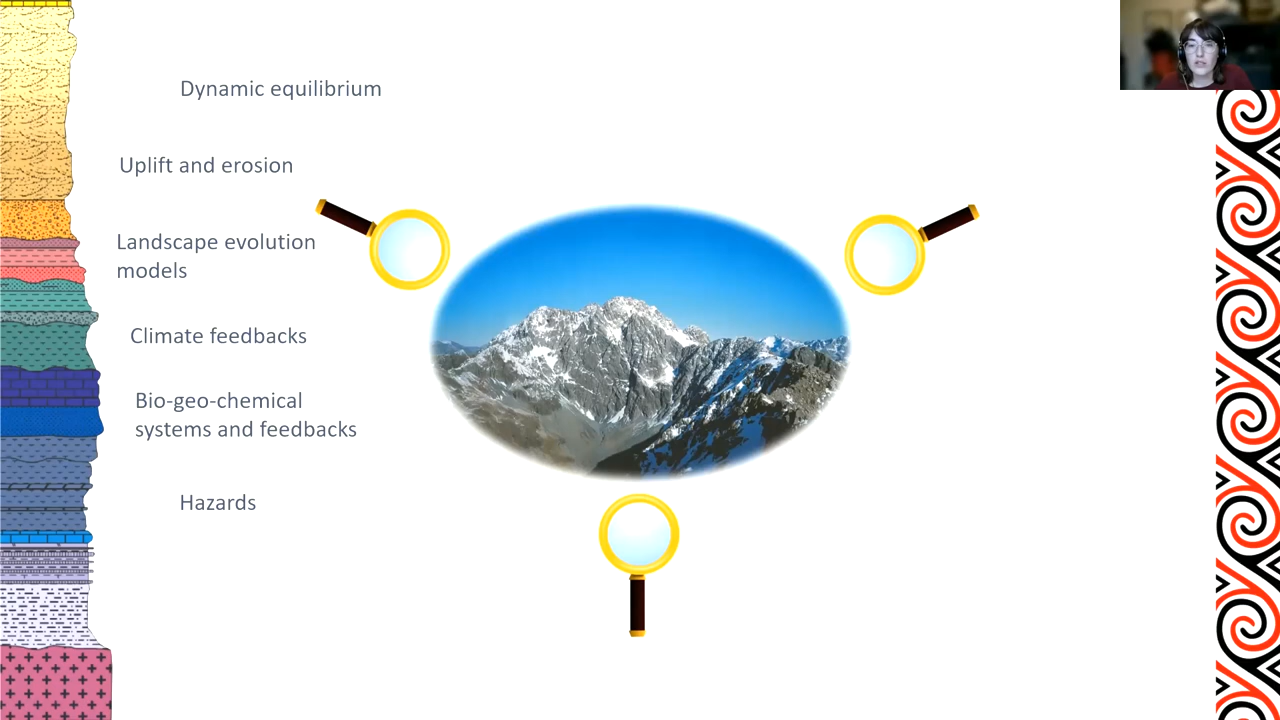 Dynamic equilibrium
Uplift and erosion
Landscape evolution
models
Climate feedbacks
Bio-geo-chemical
systems and feedbacks
Hazards